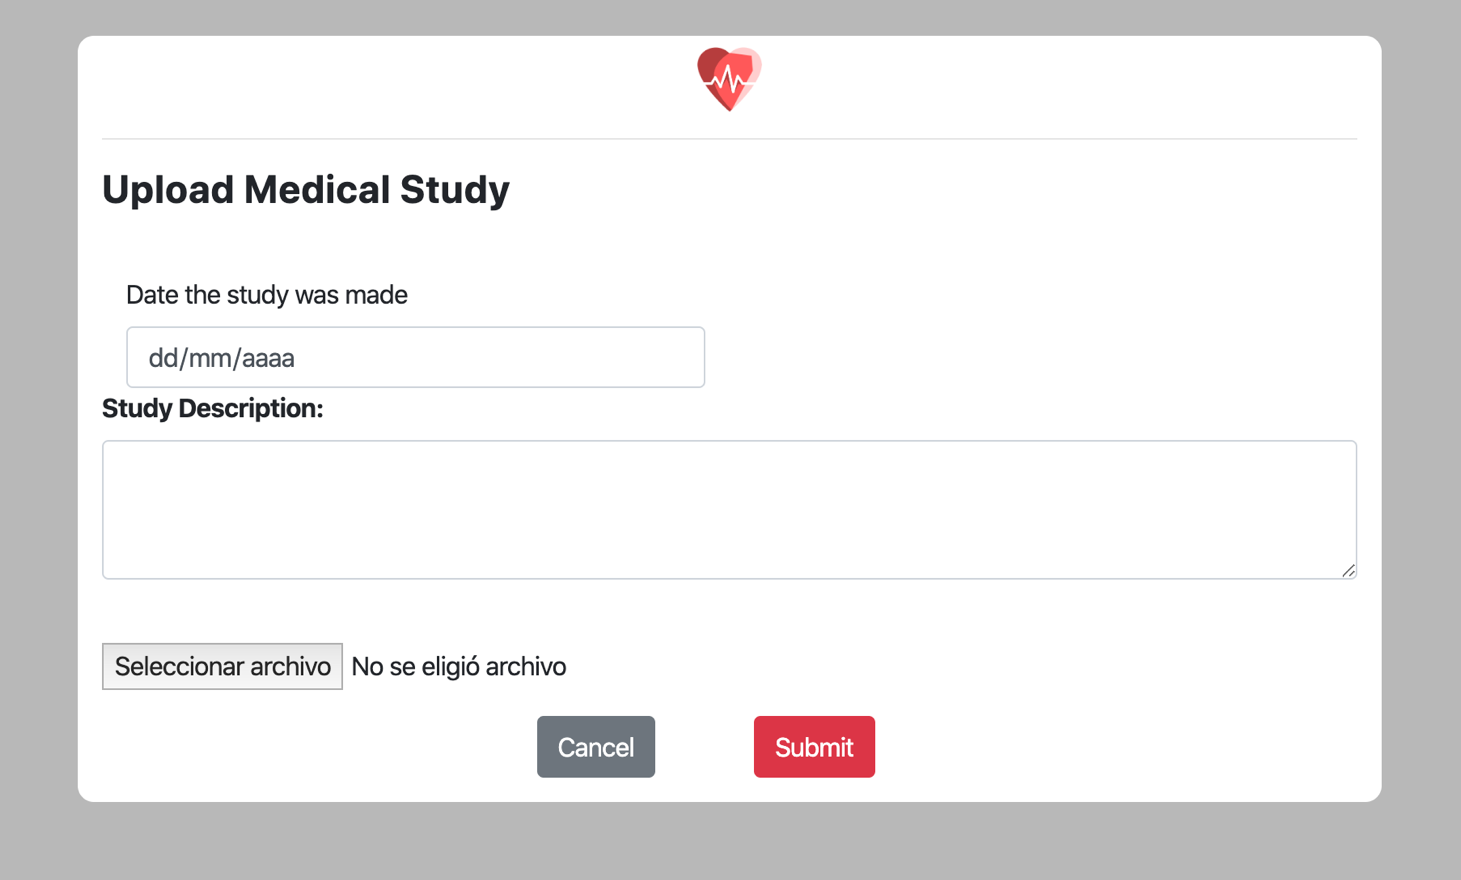 Upload Medical Study
Date the study was made
dd/mm/aaaa
Study Description:
Seleccionar archivo No se eligió archivo
Cancel Submit